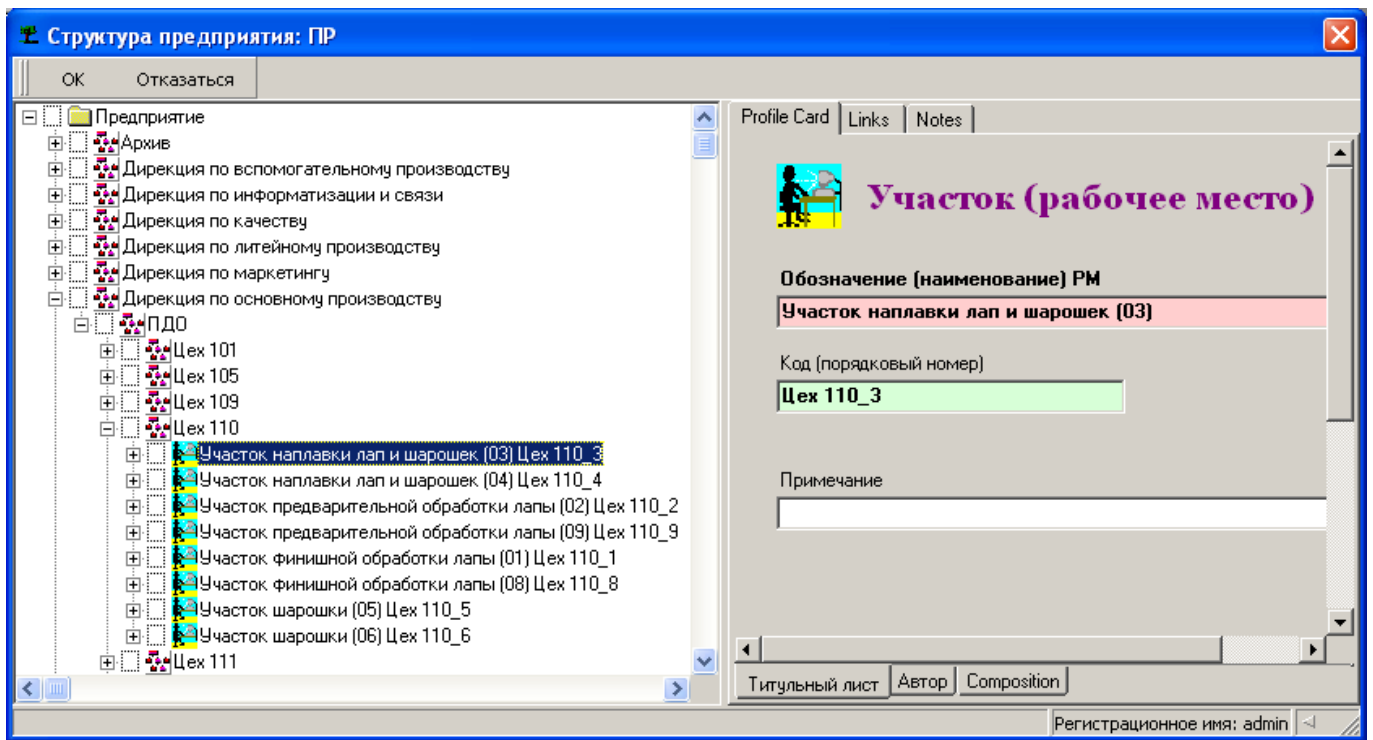 Структура предприятия: ПР
ОК Отказаться
Предприятие
Архив
Дирекция по вспомогательному производству
Дирекция по информатизации и связи
Дирекция по качеству
Дирекция по литейному производству
Дирекция по маркетингу
Дирекция по основному производству
ПДО
Цех 101
Цех 105
Цех 109
Цех 110
Участок наплавки лап и шарошек (03) Цех 110_3
Участок наплавки лап и шарошек (04) Цех 110_4
Участок предварительной обработки лапы (02) Цех 110_2
Участок предварительной обработки лапы (09) Цех 110_9
Участок финишной обработки лапы (01) Цех 110_1
Участок финишной обработки лапы (08) Цех 110_8
Участок шарошки (05) Цех 110_5
Участок шарошки (06) Цех 110_6
Цех 111
Profile Card Links Notes
Участок (рабочее место)
Обозначение (наименование) РМ
Участок наплавки лап и шарошек (03)
Код (порядковый номер)
Цех 110_3
Примечание
Титульный лист Автор Composition
Регистрационное имя: admin